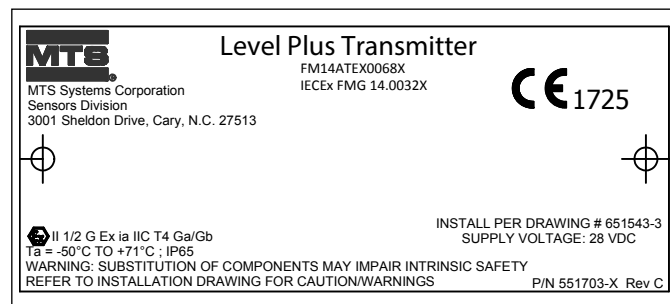 MTS
Level Plus Transmitter
FM14ATEX0068X
IECEx FMG 14.0032X
MTS Systems Corporation
Sensors Division
3001 Sheldon Drive, Cary, N.C. 27513
CE 1725
Ex II 1/2 G Ex ia IIC T4 Ga/Gb
Ta = -50°C TO +71°C ; IP65
INSTALL PER DRAWING # 651543-3
SUPPLY VOLTAGE: 28 VDC
WARNING: SUBSTITUTION OF COMPONENTS MAY IMPAIR INTRINSIC SAFETY
REFER TO INSTALLATION DRAWING FOR CAUTION/WARNINGS
P/N 551703-X Rev C